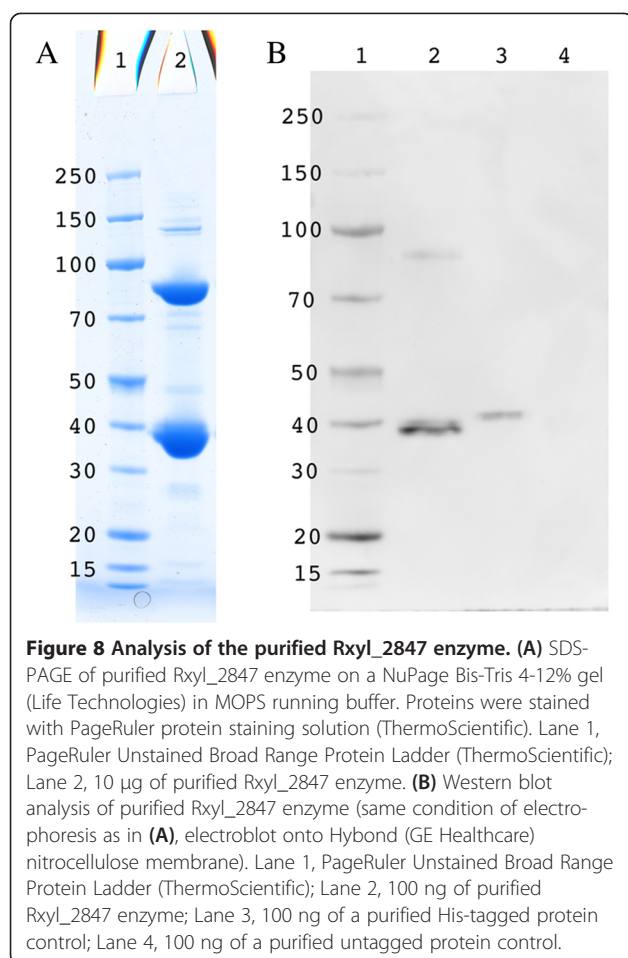 A
1 2
250
150
100
70
50
40
30
20
15
B
1 2 3 4
250
150
100
70
50
40
30
20
15
Figure 8 Analysis of the purified Rxyl_2847 enzyme. (A) SDS-
PAGE of purified Rxyl_2847 enzyme on a NuPage Bis-Tris 4-12% gel
(Life Technologies) in MOPS running buffer. Proteins were stained
with PageRuler protein staining solution (ThermoScientific). Lane 1,
PageRuler Unstained Broad Range Protein Ladder (ThermoScientific);
Lane 2, 10 μg of purified Rxyl_2847 enzyme. (B) Western blot
analysis of purified Rxyl_2847 enzyme (same condition of electro-
phoresis as in (A), electroblot onto Hybond (GE Healthcare)
nitrocellulose membrane). Lane 1, PageRuler Unstained Broad Range
Protein Ladder (ThermoScientific); Lane 2, 100 ng of purified
Rxyl_2847 enzyme; Lane 3, 100 ng of a purified His-tagged protein
control; Lane 4, 100 ng of a purified untagged protein control.